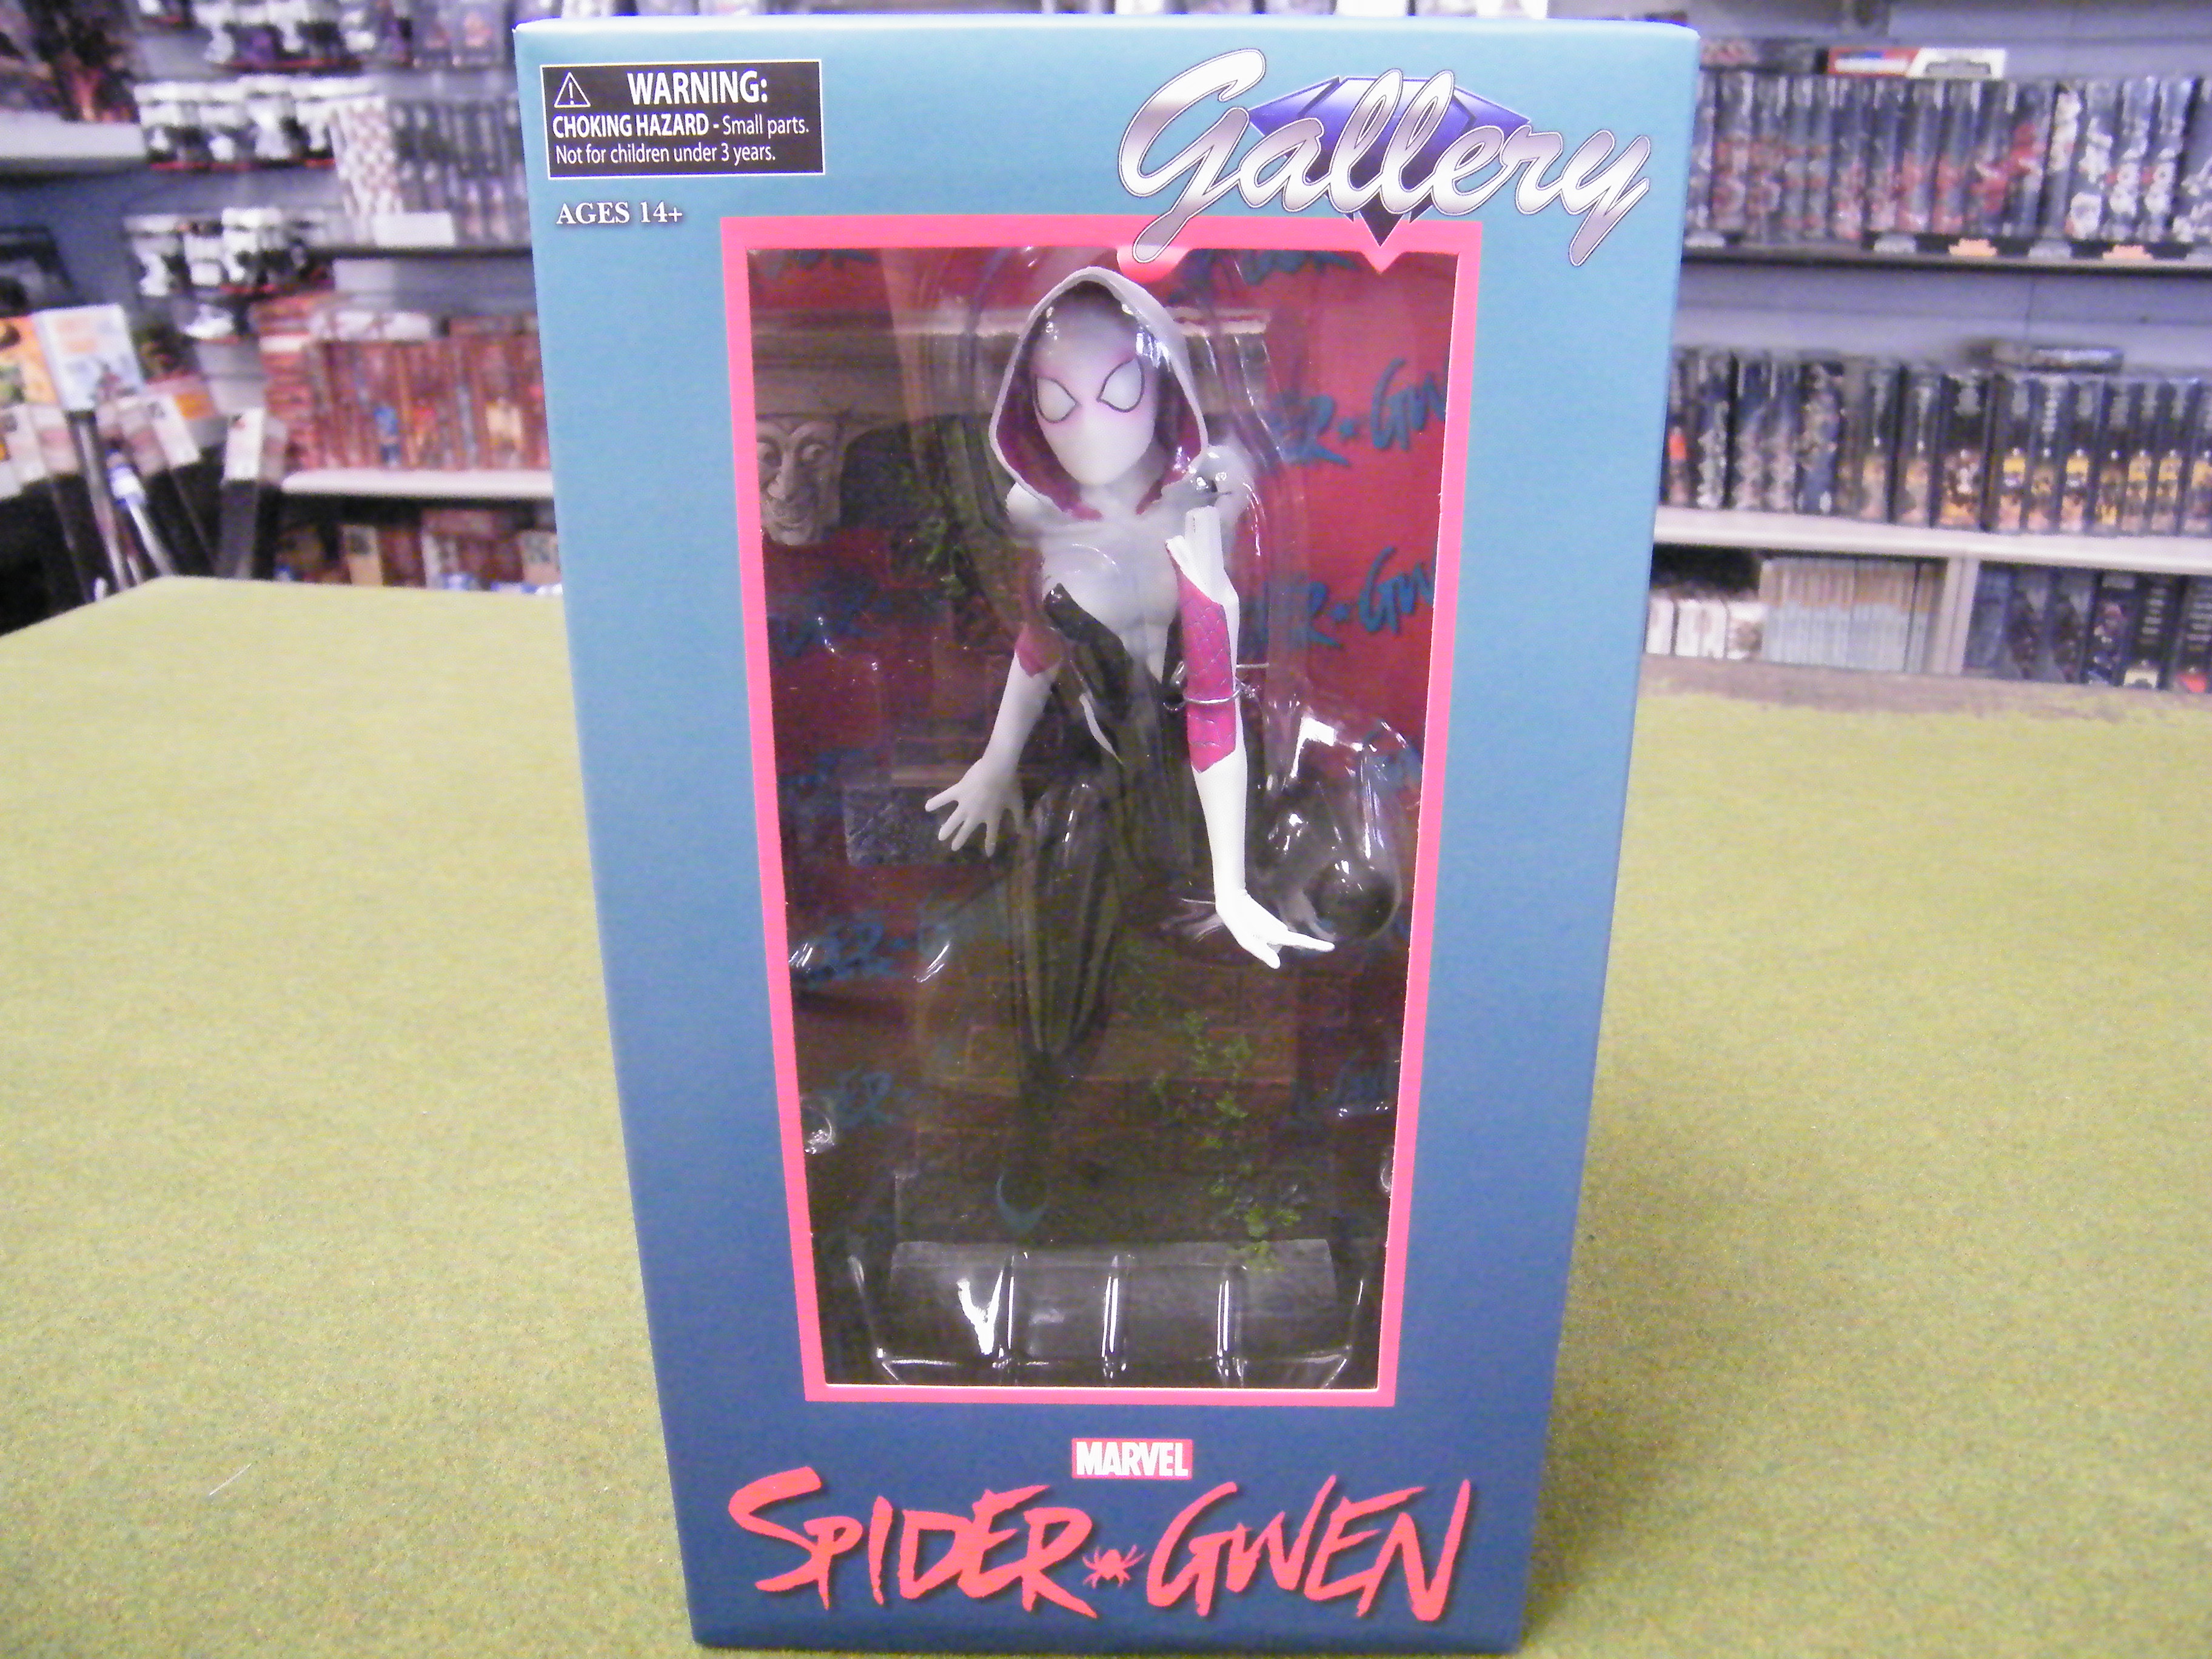 WARNING:
CHOKING HAZARD - Small parts.
Not for children under 3 years.
AGES 14+
Gallery
MARVEL
SPIDER GWEN